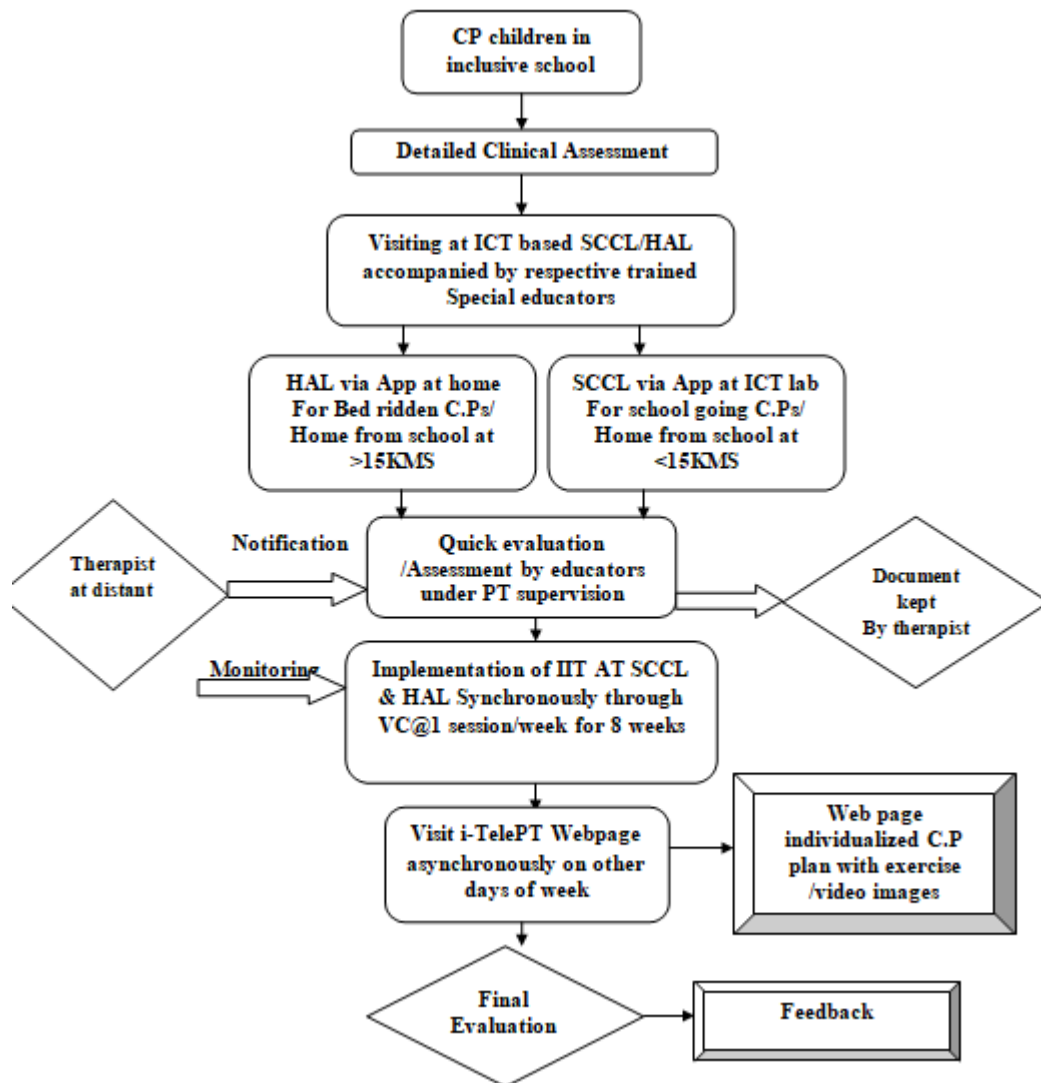 CP children in
inclusive school
Detailed Clinical Assessment
Visiting at ICT based SCCL/HAL
accompanied by respective trained
Special educators
HAL via App at home
For Bed ridden C.Ps/
Home from school at
>15KMS
SCCL via App at ICT lab
For school going C.Ps/
Home from school at
<15KMS
Therapist
at distant
Notification
Quick evaluation
/Assessment by educators
under PT supervision
Document
kept
By therapist
Monitoring
Implementation of IIT AT SCCL
& HAL Synchronously through
VC@1 session/week for 8 weeks
Visit i-TelePT Webpage
asynchronously on other
days of week
Web page
individualized C.P
plan with exercise
/video images
Final
Evaluation
Feedback